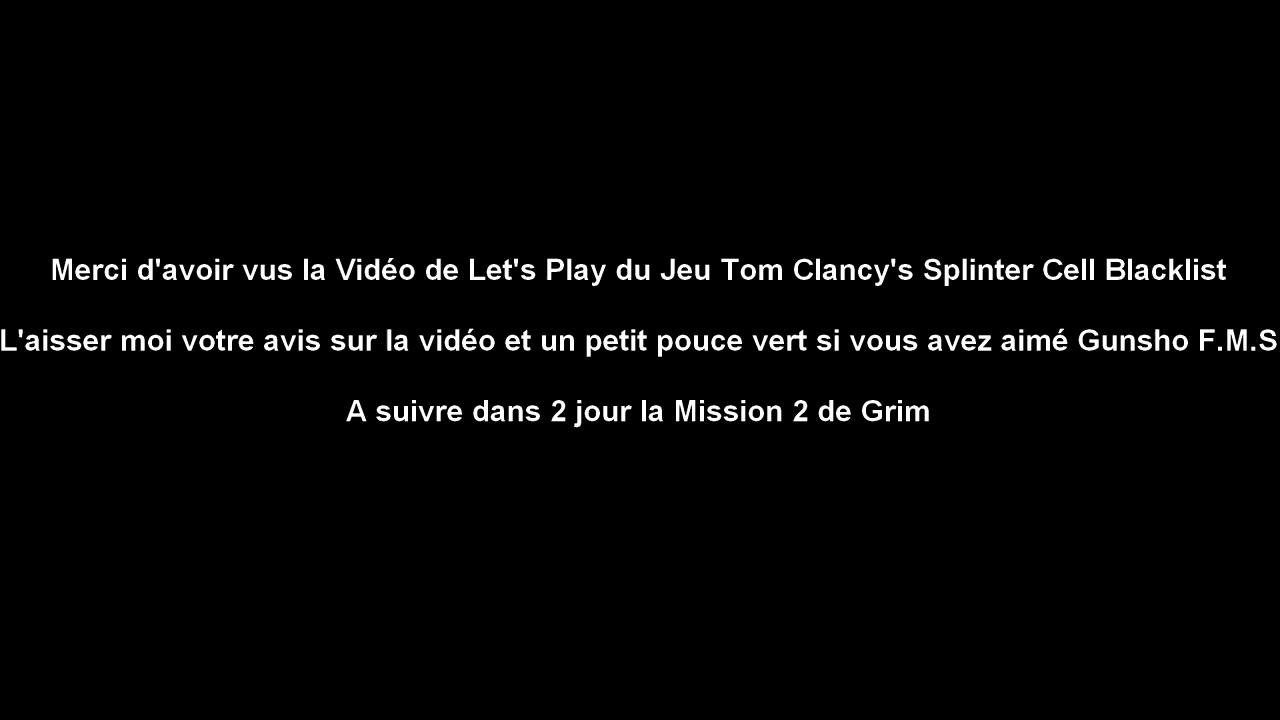 Merci d'avoir vus la Vidéo de Let's Play du Jeu Tom Clancy's Splinter Cell Blacklist
L'aisser moi votre avis sur la vidéo et un petit pouce vert si vous avez aimé Gunsho F.M.S
A suivre dans 2 jour la Mission 2 de Grim